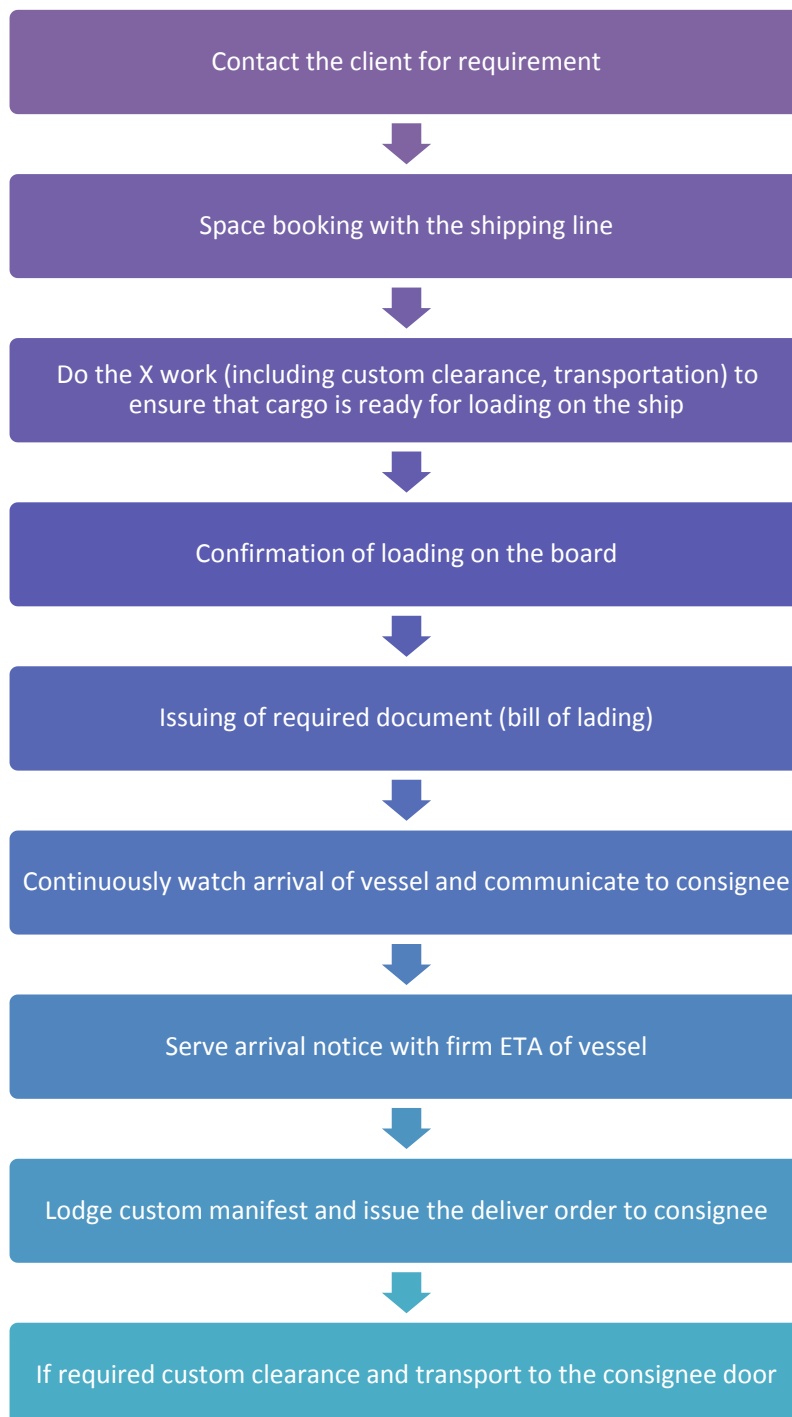 Contact the client for requirement
Space booking with the shipping line
Do the X work (including custom clearance, transportation) to
ensure that cargo is ready for loading on the ship
Confirmation of loading on the board
Issuing of required document (bill of lading)
Continuously watch arrival of vessel and communicate to consignee
Serve arrival notice with firm ETA of vessel
Lodge custom manifest and issue the deliver order to consignee
If required custom clearance and transport to the consignee door